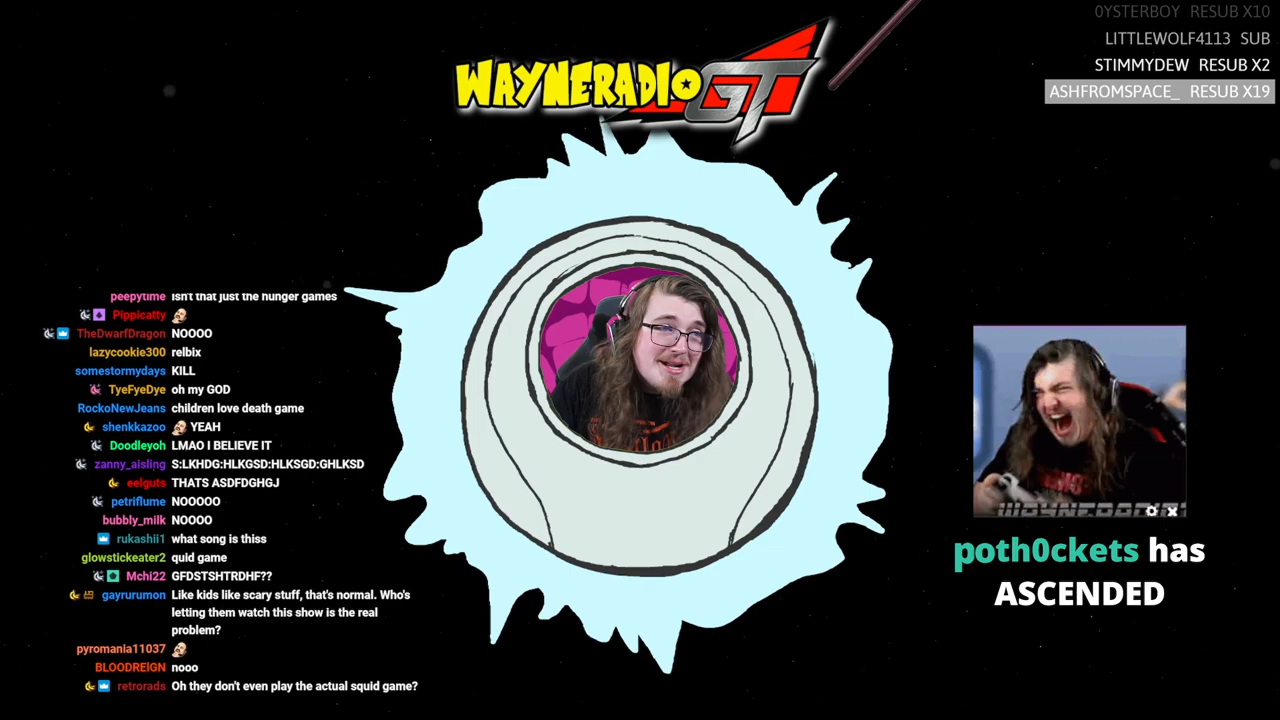 0YSTERBOY RESUB X10
LITTLEWOLF4113 SUB
STIMMYDEW RESUB X2
ASHFROMSPACE_ RESUB X19
WAYNERADIO GT
peepytime isn't that just the hunger games
Pippicatty
TheDwarfDragon NOOOO
lazycookie300 relbix
somestormydays KILL
TyeFyeDye oh my GOD
RockoNewJeans children love death game
shenkkazoo YEAH
Doodleyoh LMAO I BELIEVE IT
zanny_aisling S:LKHDG:HLKGSD:HLKSGD:GHLKSD
eelguts THATS ASDFDGHGJ
petriflume NOOOOO
bubbly_milk NOOOO
rukashii1 what song is thiss
glowstickeater2 quid game
Mchi22 GFDSTSHTRDHF??
gayrurumon Like kids like scary stuff, that's normal. Who's
letting them watch this show is the real
problem?
pyromania11037
BLOODREIGN nooo
retrorads Oh they don't even play the actual squid game?
poth0ckets has
ASCENDED